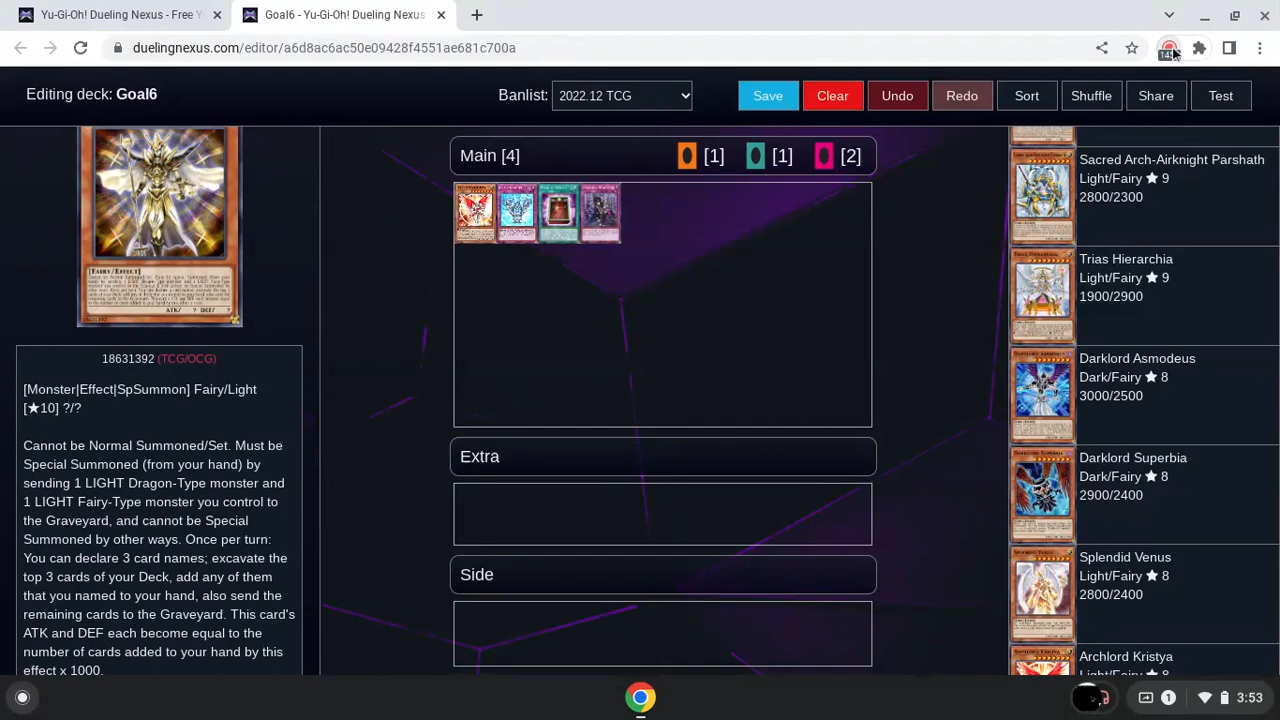 Yu-Gi-Oh! Dueling Nexus - Free Y
Goal6 - Yu-Gi-Oh! Dueling Nexus
duelingnexus.com/editor/a6d8ac6ac50e09428f4551ae681c700a
Editing deck: Goal6
Banlist:
2022.12 TCG
Save
Clear
Undo
Redo
Sort
Shuffle
Share
Test
[FAIRY/EFFECT]
ATK/ ? DEF/ ?
18631392 (TCG/OCG)
[Monster|Effect|SpSummon] Fairy/Light
[★10] ?/?
Cannot be Normal Summoned/Set. Must be
Special Summoned (from your hand) by
sending 1 LIGHT Dragon-Type monster and
1 LIGHT Fairy-Type monster you control to
the Graveyard, and cannot be Special
Summoned by other ways. Once per turn:
You can declare 3 card names; excavate the
top 3 cards of your Deck, add any of them
that you named to your hand, also send the
remaining cards to the Graveyard. This card's
ATK and DEF each become equal to the
number of cards added to your hand by this
effect x 1000.
Main [4]
[1]
[1]
[2]
Extra
Side
Sacred Arch-Airknight Pershath
Light/Fairy ★ 9
2800/2300
Trias Hierarchia
Light/Fairy ★ 9
1900/2900
Darklord Asmodeus
Dark/Fairy ★ 8
3000/2500
Darklord Superbia
Dark/Fairy ★ 8
2900/2400
Splendid Venus
Light/Fairy ★ 8
2800/2400
Archlord Kristya
Light/Fairy ★ 8
1
3:53